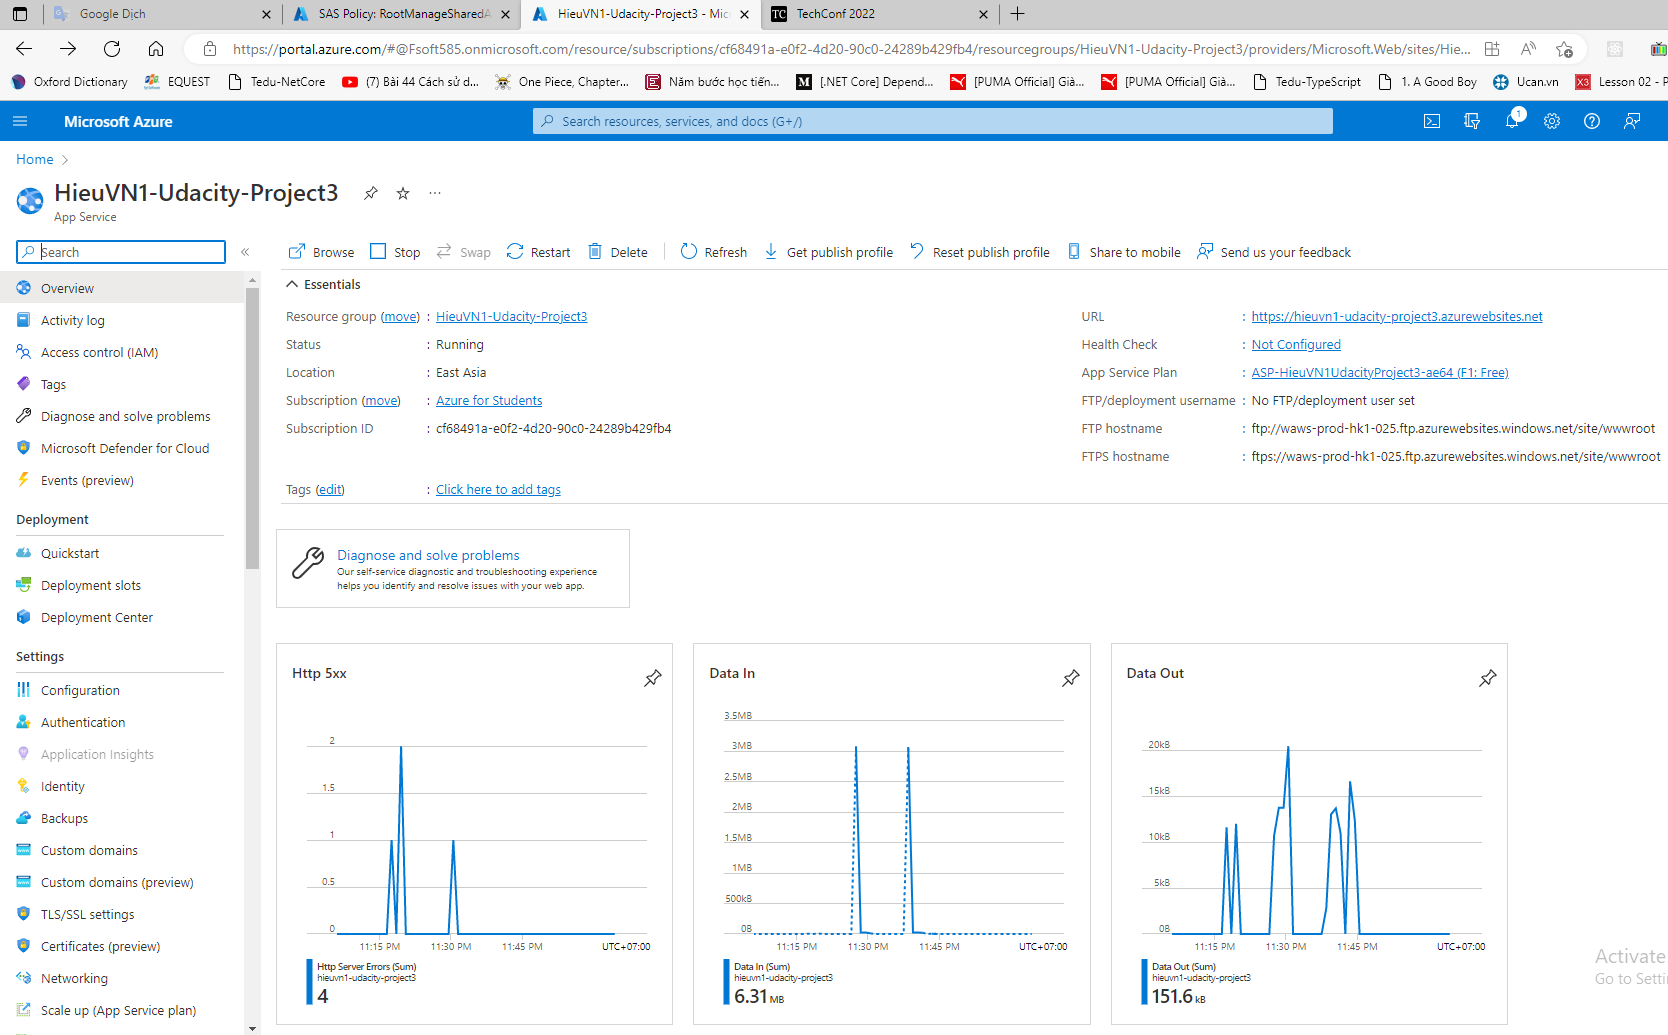 Google Dịch
SAS Policy: RootManageSharedA
HieuVN1-Udacity-Project3 - Mic
TC TechConf 2022
https://portal.azure.com/#@Fsoft585.onmicrosoft.com/resource/subscriptions/cf68491a-e0f2-4d20-90c0-24289b429fb4/resourcegroups/HieuVN1-Udacity-Project3/providers/Microsoft.Web/sites/Hie...
Oxford Dictionary EQUEST Tedu-NetCore (7) Bài 44 Cách sử d... One Piece, Chapter... Năm bước học tiến... [.NET Core] Depend... [PUMA Official] Già... [PUMA Official] Già... Tedu-TypeScript 1. A Good Boy Ucan.vn Lesson 02 - P
Microsoft Azure
Search resources, services, and docs (G+/)
1
Home
HieuVN1-Udacity-Project3
App Service
Search
Browse Stop Swap Restart Delete Refresh Get publish profile Reset publish profile Share to mobile Send us your feedback
Overview
Activity log
Access control (IAM)
Tags
Diagnose and solve problems
Microsoft Defender for Cloud
Events (preview)
Deployment
Quickstart
Deployment slots
Deployment Center
Settings
Configuration
Authentication
Application Insights
Identity
Backups
Custom domains
Custom domains (preview)
TLS/SSL settings
Certificates (preview)
Networking
Scale up (App Service plan)
Essentials
Resource group (move) : HieuVN1-Udacity-Project3
Status : Running
Location : East Asia
Subscription (move) : Azure for Students
Subscription ID : cf68491a-e0f2-4d20-90c0-24289b429fb4
Tags (edit) : Click here to add tags
URL : https://hieuvn1-udacity-project3.azurewebsites.net
Health Check : Not Configured
App Service Plan : ASP-HieuVN1UdacityProject3-ae64 (F1: Free)
FTP/deployment username : No FTP/deployment user set
FTP hostname : ftp://waws-prod-hk1-025.ftp.azurewebsites.windows.net/site/wwwroot
FTPS hostname : ftps://waws-prod-hk1-025.ftp.azurewebsites.windows.net/site/wwwroot
Diagnose and solve problems
Our self-service diagnostic and troubleshooting experience
helps you identify and resolve issues with your web app.
Http 5xx
2
1.5
1
0.5
0
11:15 PM 11:30 PM 11:45 PM UTC+07:00
Http Server Errors (Sum)
hieuvn1-udacity-project3
4
Data In
3.5MB
3MB
2.5MB
2MB
1.5MB
1MB
500kB
0B
11:15 PM 11:30 PM 11:45 PM UTC+07:00
Data In (Sum)
hieuvn1-udacity-project3
6.31 MB
Data Out
20kB
15kB
10kB
5kB
0B
11:15 PM 11:30 PM 11:45 PM UTC+07:00
Data Out (Sum)
hieuvn1-udacity-project3
151.6 kB
Activate
Go to Setti